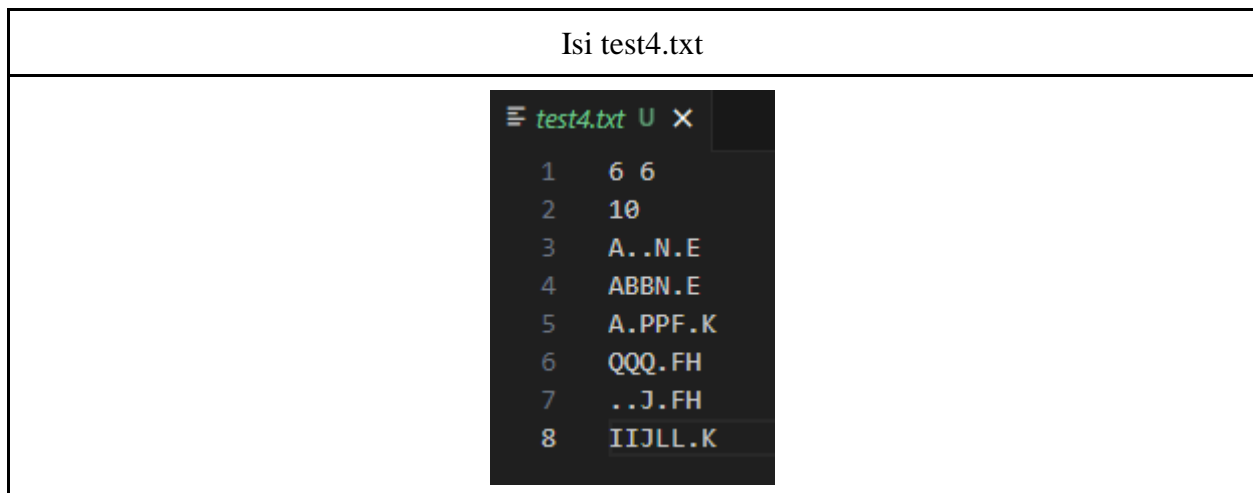 Isi test4.txt
test4.txt U ×
1 6 6
2 10
3 A..N.E
4 ABBN.E
5 A.PPF.K
6 QQQ.FH
7 ..J.FH
8 IIJLL.K